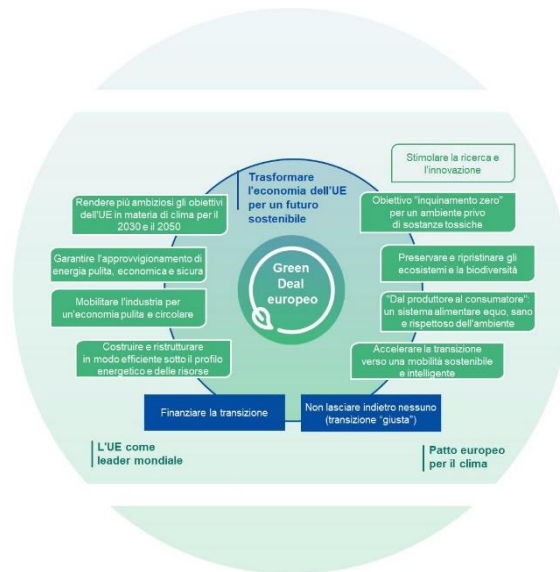 Trasformare
l'economia dell'UE
per un futuro
sostenibile
Stimolare la ricerca e
l'innovazione
Rendere più ambiziosi gli obiettivi
dell'UE in materia di clima per il
2030 e il 2050
Obiettivo "inquinamento zero"
per un ambiente privo
di sostanze tossiche
Garantire l'approvvigionamento di
energia pulita, economica e sicura
Preservare e ripristinare gli
ecosistemi e la biodiversità
Green
Deal
europeo
Mobilitare l'industria per
un'economia pulita e circolare
"Dal produttore al consumatore":
un sistema alimentare equo, sano
e rispettoso dell'ambiente
Costruire e ristrutturare
in modo efficiente sotto il profilo
energetico e delle risorse
Accelerare la transizione
verso una mobilità sostenibile
e intelligente
Finanziare la transizione
Non lasciare indietro nessuno
(transizione "giusta")
L'UE come
leader mondiale
Patto europeo
per il clima